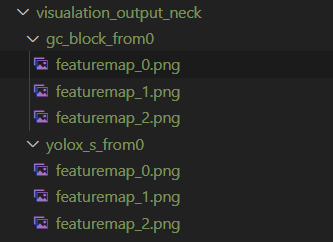 visualation_output_neck
gc_block_from0
featuremap_0.png
featuremap_1.png
featuremap_2.png
yolox_s_from0
featuremap_0.png
featuremap_1.png
featuremap_2.png